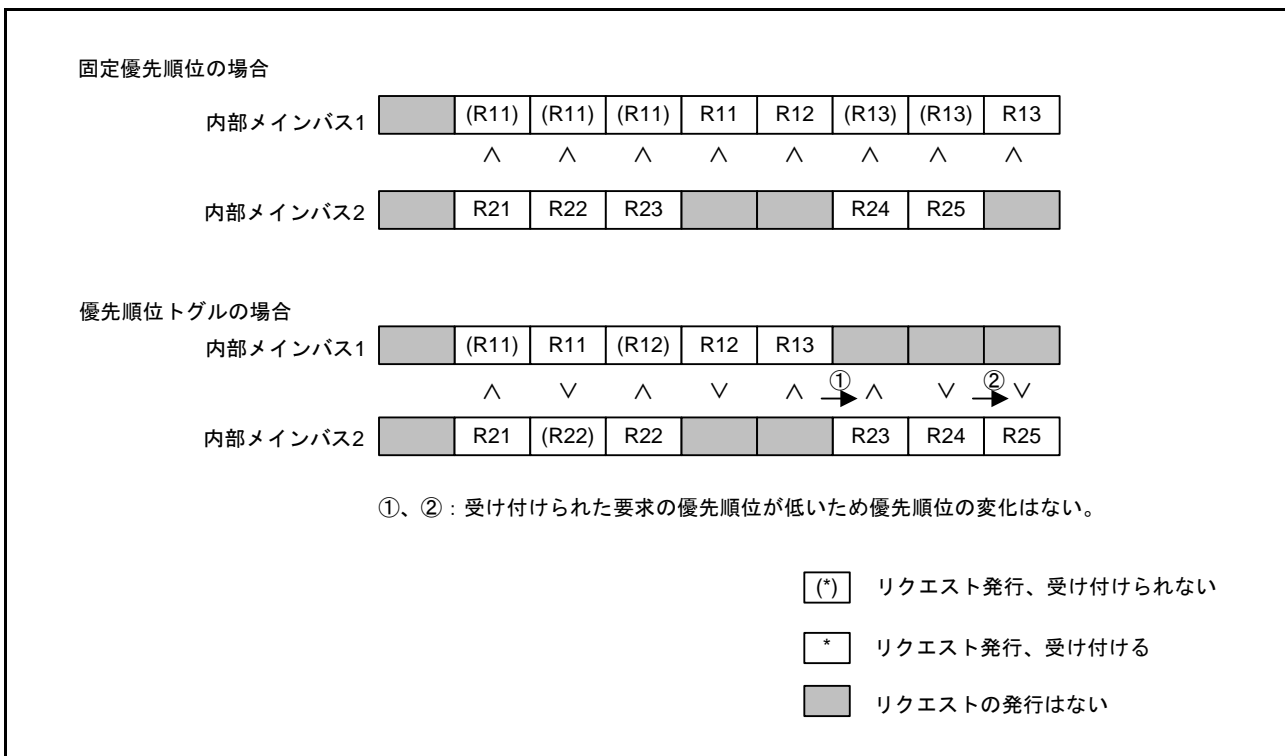 固定優先順位の場合
内部メインバス1 (R11) (R11) (R11) R11 R12 (R13) (R13) R13
∧ ∧ ∧ ∧ ∧ ∧ ∧ ∧
内部メインバス2 R21 R22 R23 R24 R25
優先順位トグルの場合
内部メインバス1 (R11) R11 (R12) R12 R13
∧ ∨ ∧ ∨ ∧ ① ∧ ∨ ② ∨
内部メインバス2 R21 (R22) R22 R23 R24 R25
①、②：受け付けられた要求の優先順位が低いため優先順位の変化はない。
(*) リクエスト発行、受け付けられない
* リクエスト発行、受け付ける
リクエストの発行はない